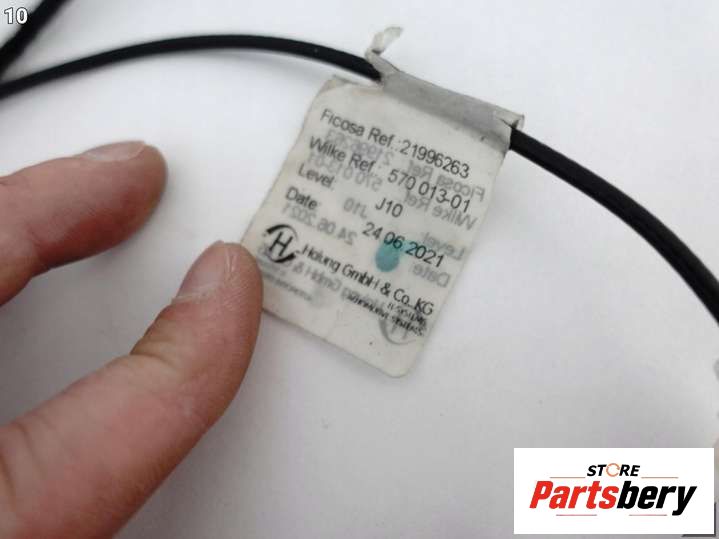 10
Ficosa Ref.:21996263
Wilke Ref.: 570 013-01
Level: J10
Date: 24.06.2021
H
GmbH & Co. KG
STORE
Partsbery